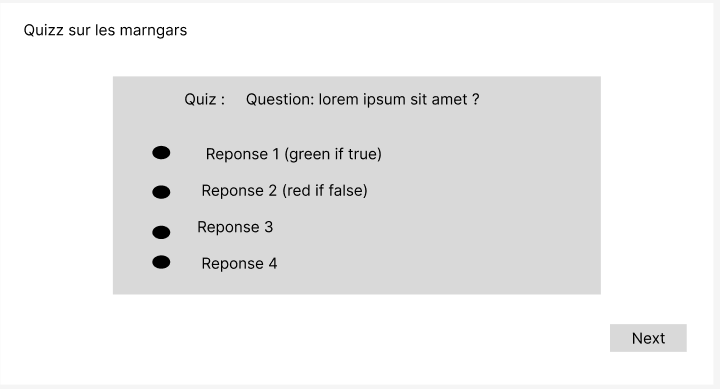 Quizz sur les marngars
Quiz : Question: lorem ipsum sit amet ?
Reponse 1 (green if true)
Reponse 2 (red if false)
Reponse 3
Reponse 4
Next